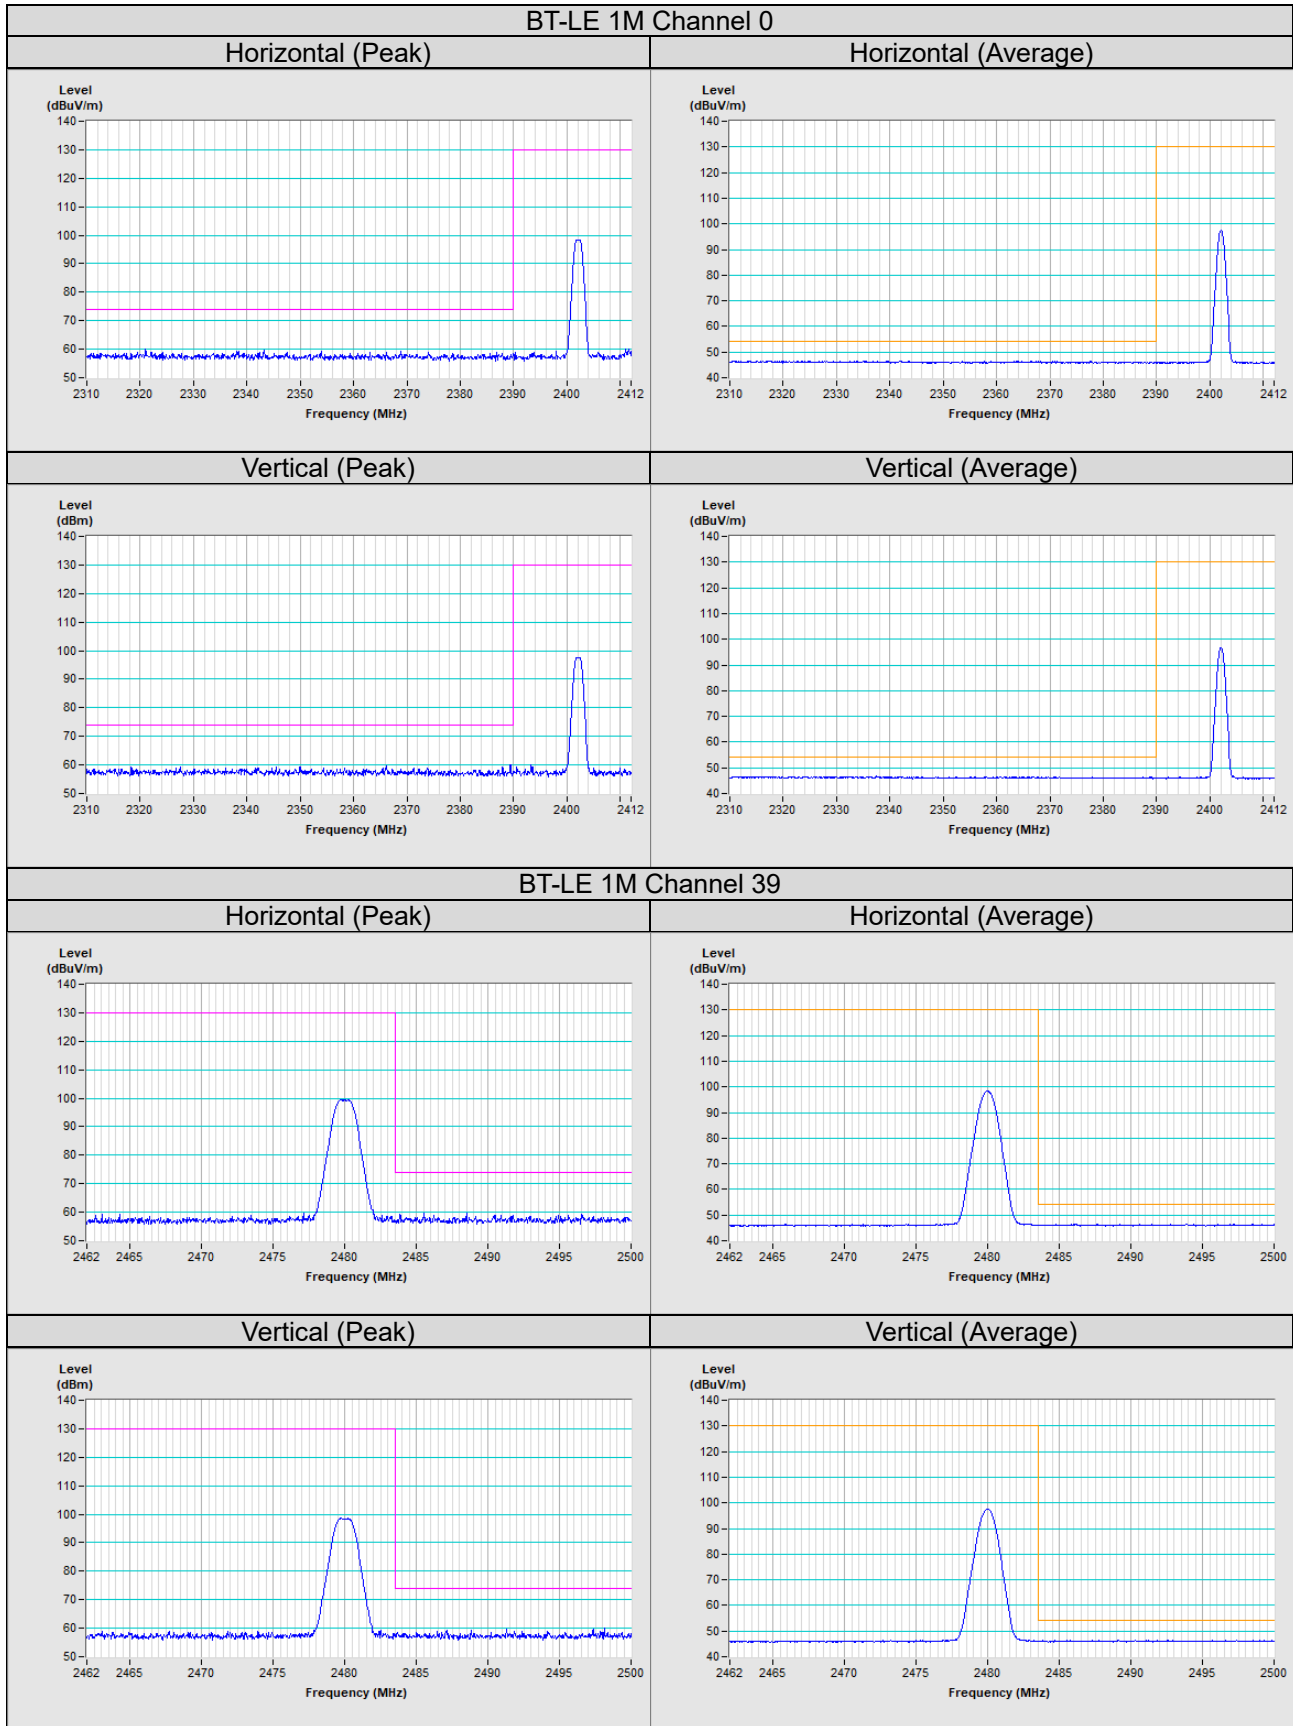 BT-LE 1M Channel 0
Horizontal (Peak)
Horizontal (Average)
Level
(dBuV/m)
140
130
120
110
100
90
80
70
60
50
2310 2320 2330 2340 2350 2360 2370 2380 2390 2400 2412
Frequency (MHz)
Level
(dBuV/m)
140
130
120
110
100
90
80
70
60
50
40
2310 2320 2330 2340 2350 2360 2370 2380 2390 2400 2412
Frequency (MHz)
Vertical (Peak)
Vertical (Average)
Level
(dBm)
140
130
120
110
100
90
80
70
60
50
2310 2320 2330 2340 2350 2360 2370 2380 2390 2400 2412
Frequency (MHz)
Level
(dBuV/m)
140
130
120
110
100
90
80
70
60
50
40
2310 2320 2330 2340 2350 2360 2370 2380 2390 2400 2412
Frequency (MHz)
BT-LE 1M Channel 39
Horizontal (Peak)
Horizontal (Average)
Level
(dBuV/m)
140
130
120
110
100
90
80
70
60
50
2462 2465 2470 2475 2480 2485 2490 2495 2500
Frequency (MHz)
Level
(dBuV/m)
140
130
120
110
100
90
80
70
60
50
40
2462 2465 2470 2475 2480 2485 2490 2495 2500
Frequency (MHz)
Vertical (Peak)
Vertical (Average)
Level
(dBm)
140
130
120
110
100
90
80
70
60
50
2462 2465 2470 2475 2480 2485 2490 2495 2500
Frequency (MHz)
Level
(dBuV/m)
140
130
120
110
100
90
80
70
60
50
40
2462 2465 2470 2475 2480 2485 2490 2495 2500
Frequency (MHz)